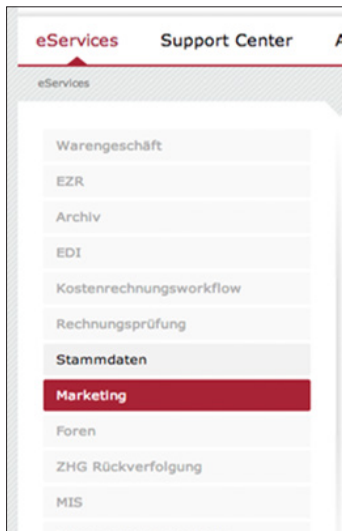 eServices Support Center A
eServices
Warengeschäft
EZR
Archiv
EDI
Kostenrechnungsworkflow
Rechnungsprüfung
Stammdaten
Marketing
Foren
ZHG Rückverfolgung
MIS